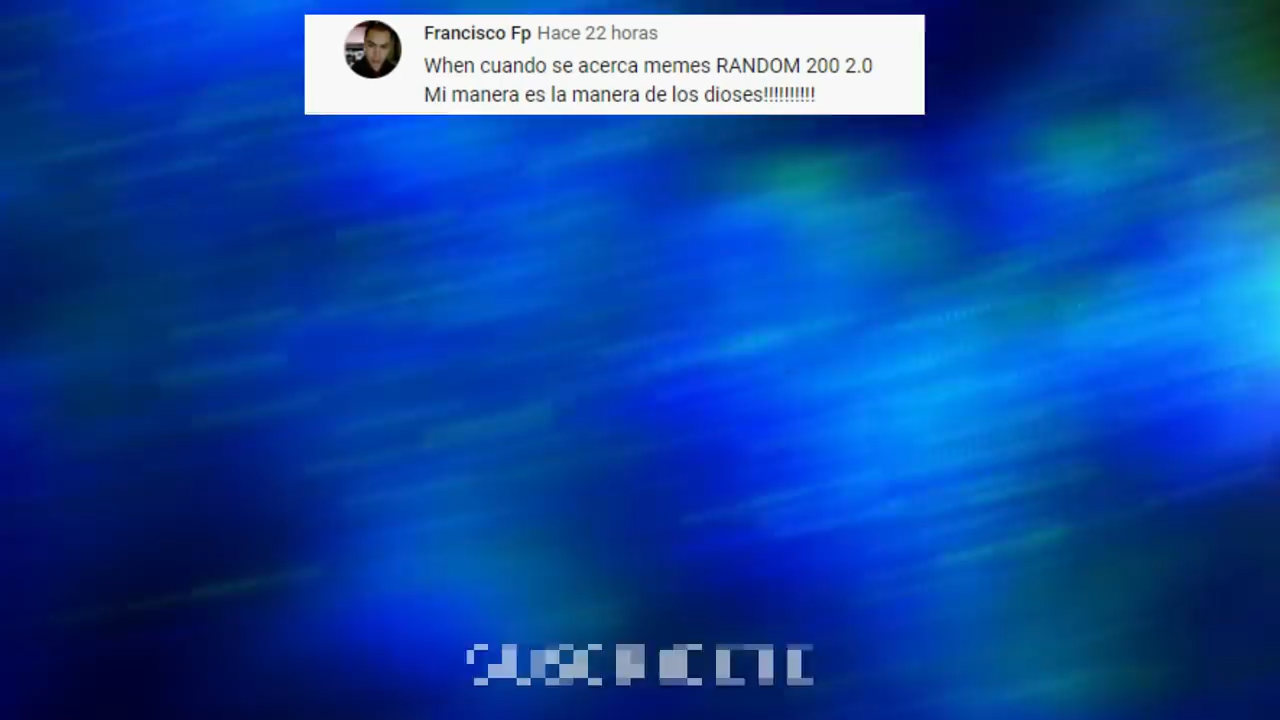 Francisco Fp Hace 22 horas
When cuando se acerca memes RANDOM 200 2.0
Mi manera es la manera de los dioses!!!!!!!!!!